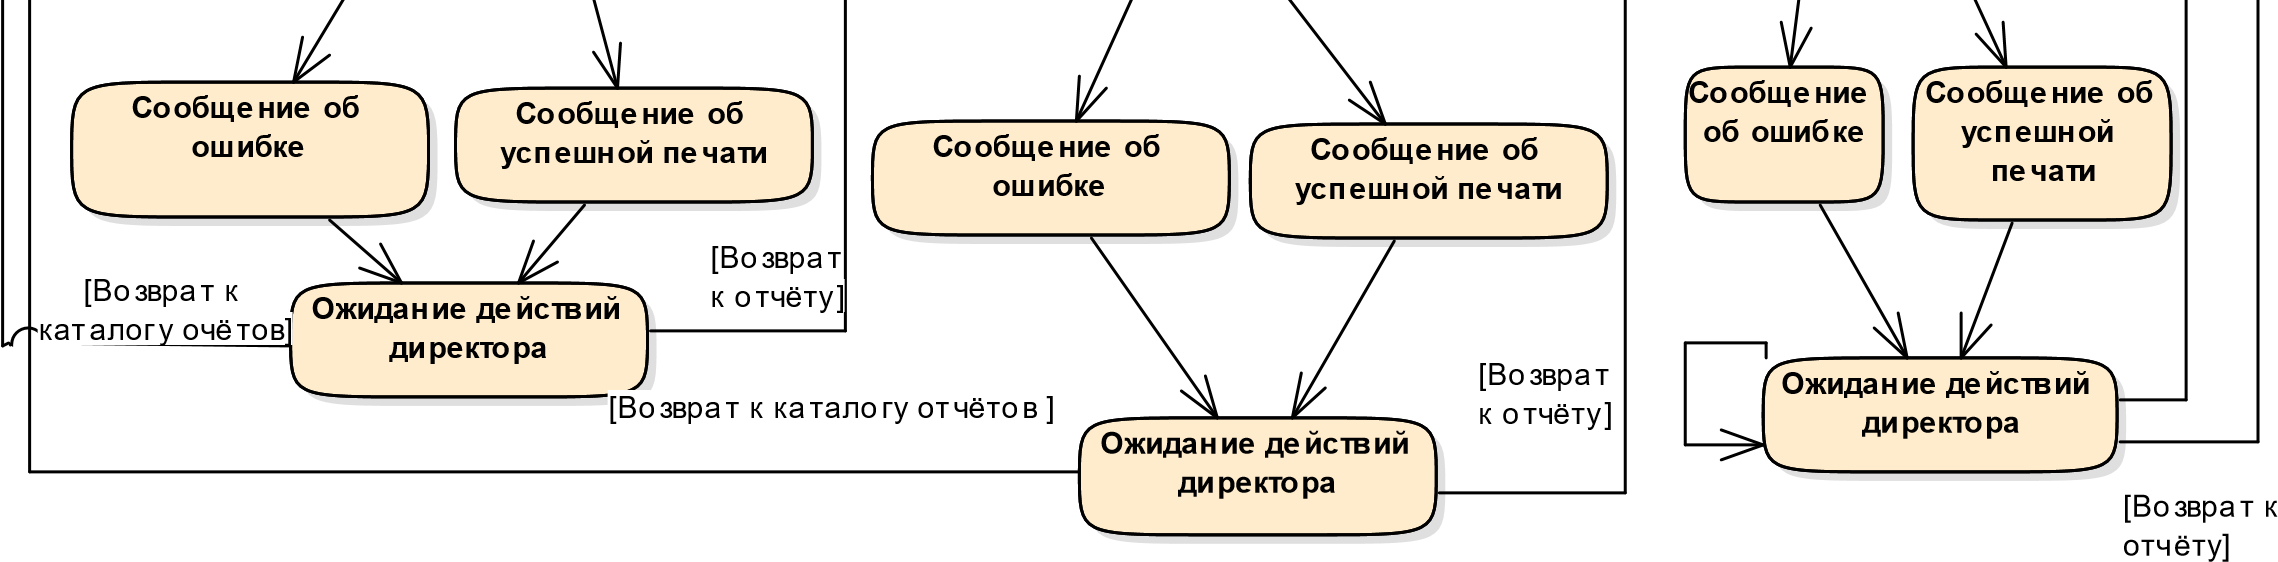 Сообщение об
ошибке
Сообщение об
успешной печати
[Возврат к
каталогу очётов]
Ожидание действий
директора
[Возврат
к отчёту]
[Возврат к каталогу отчётов ]
Сообщение об
ошибке
Сообщение об
успешной печати
Ожидание действий
директора
[Возврат
к отчёту]
Сообщение
об ошибке
Сообщение об
успешной
печати
Ожидание действий
директора
[Возврат к
отчёту]